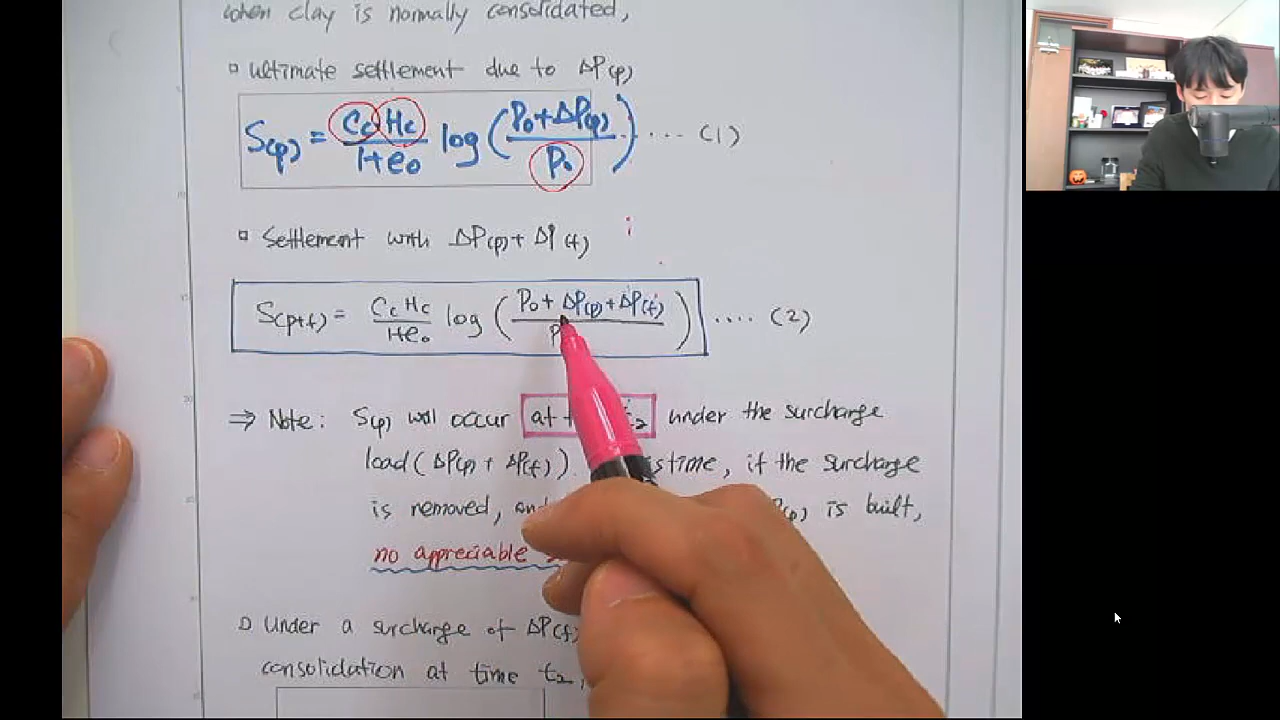 when clay is normally consolidated,
▫ ultimate settlement due to ΔP(p)
S(p) = CcHc / 1+e₀ log ( P₀+ΔP(p) / P₀ ) ···· (1)
▫ Settlement with ΔP(p)+ΔP(f)
S(p+f) = CcHc / 1+e₀ log ( P₀+ ΔP(p)+ΔP(f) / P ) .... (2)
⇒ Note: S(p) will occur at t₂ under the surcharge
load(ΔP(p) + ΔP(f)). time, if the surcharge
is removed, and P(p) is built,
no appreciable
▫ Under a surcharge of ΔP(f)
consolidation at time t₂,